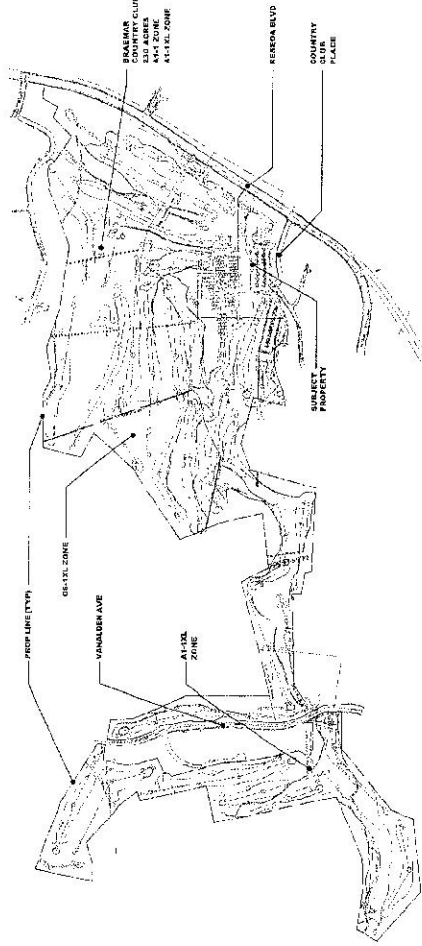 PROP LINE (TYP)
OS-1XL ZONE
VANALDEN AVE
A1-1XL
ZONE
BRAEMAR
COUNTRY CLUB
230 ACRES
A1-1 ZONE
A1-1XL ZONE
RESEDA BLVD
COUNTRY
CLUB
PLACE
SUBJECT
PROPERTY